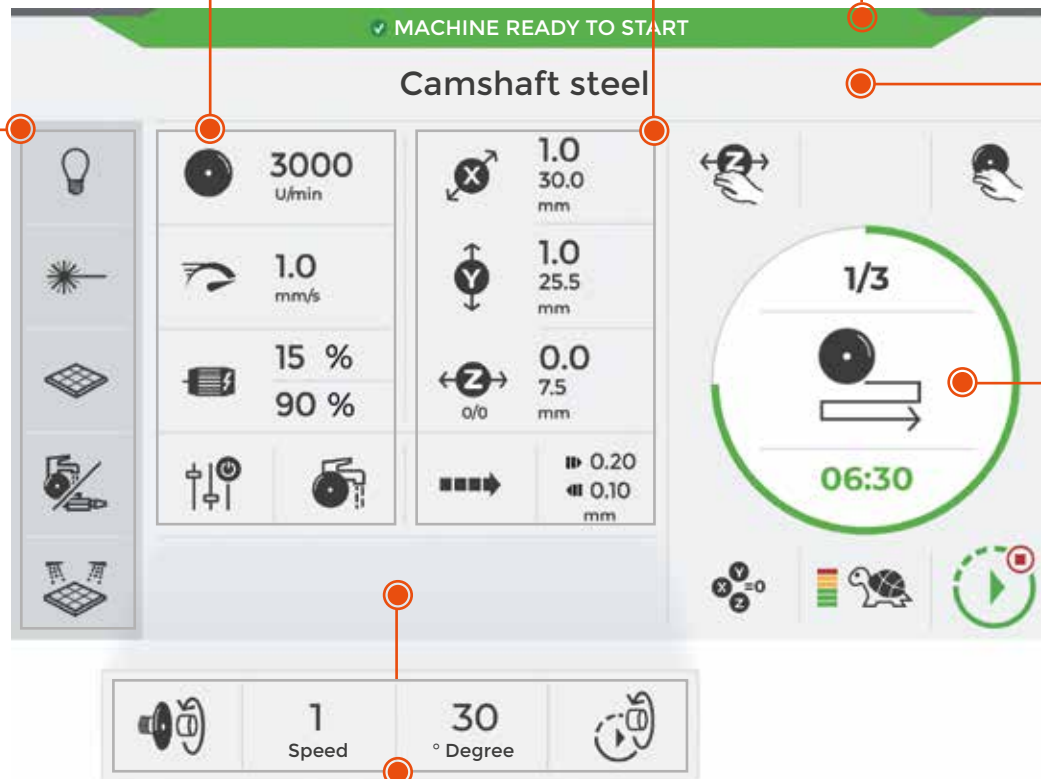 MACHINE READY TO START
Camshaft steel
3000
U/min
1.0
mm/s
15 %
90 %
X
1.0
30.0
mm
Y
1.0
25.5
mm
Z
0/0
0.0
7.5
mm
0.20
0.10
mm
Z
1/3
06:30
X Y Z =0
1
Speed
30
° Degree